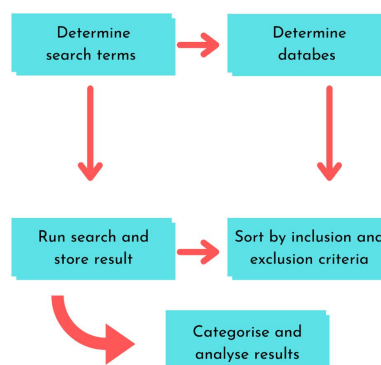 Determine
search terms
Determine
databes
Run search and
store result
Sort by inclusion and
exclusion criteria
Categorise and
analyse results